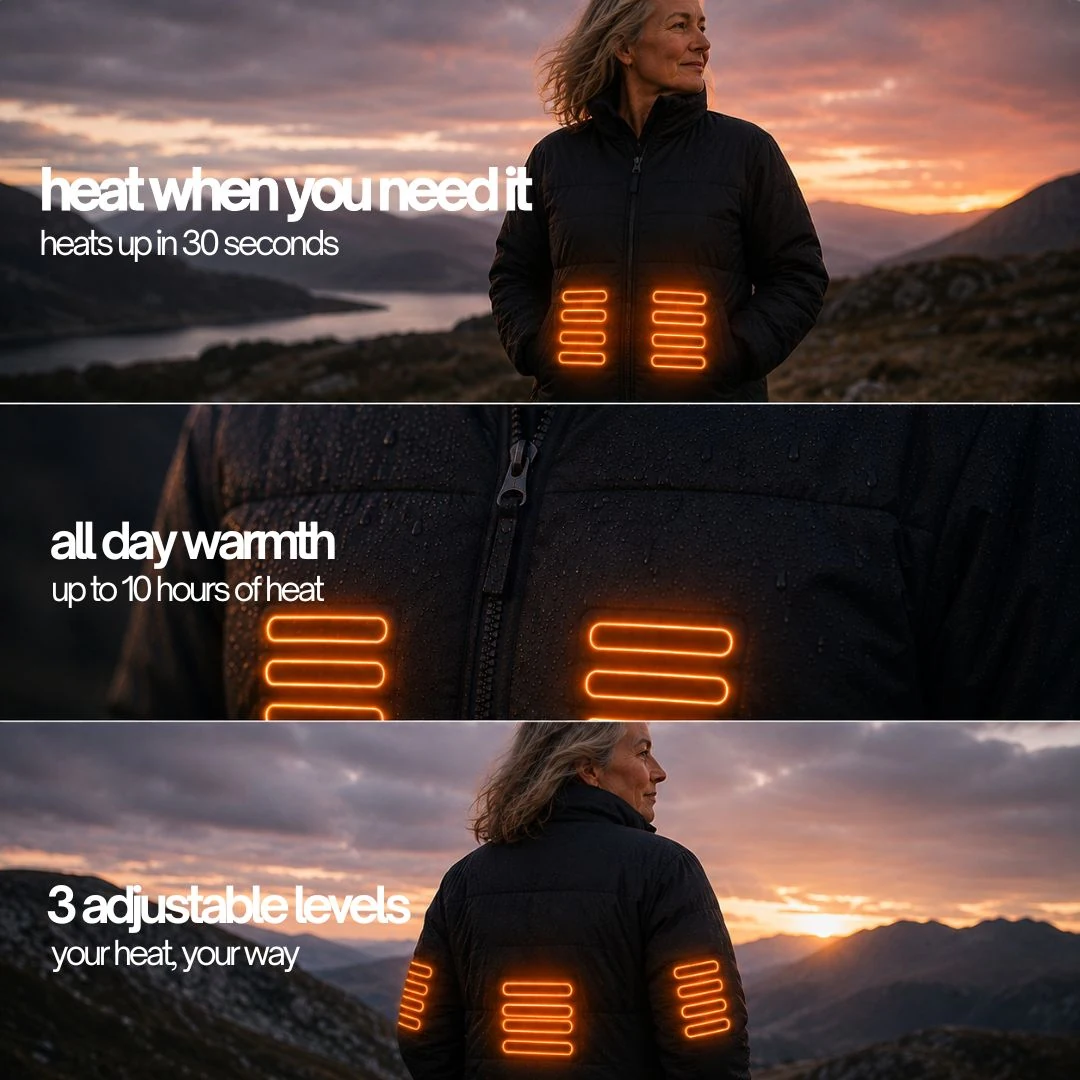 heat when you need it
heats up in 30 seconds
all day warmth
up to 10 hours of heat
3 adjustable levels
your heat, your way